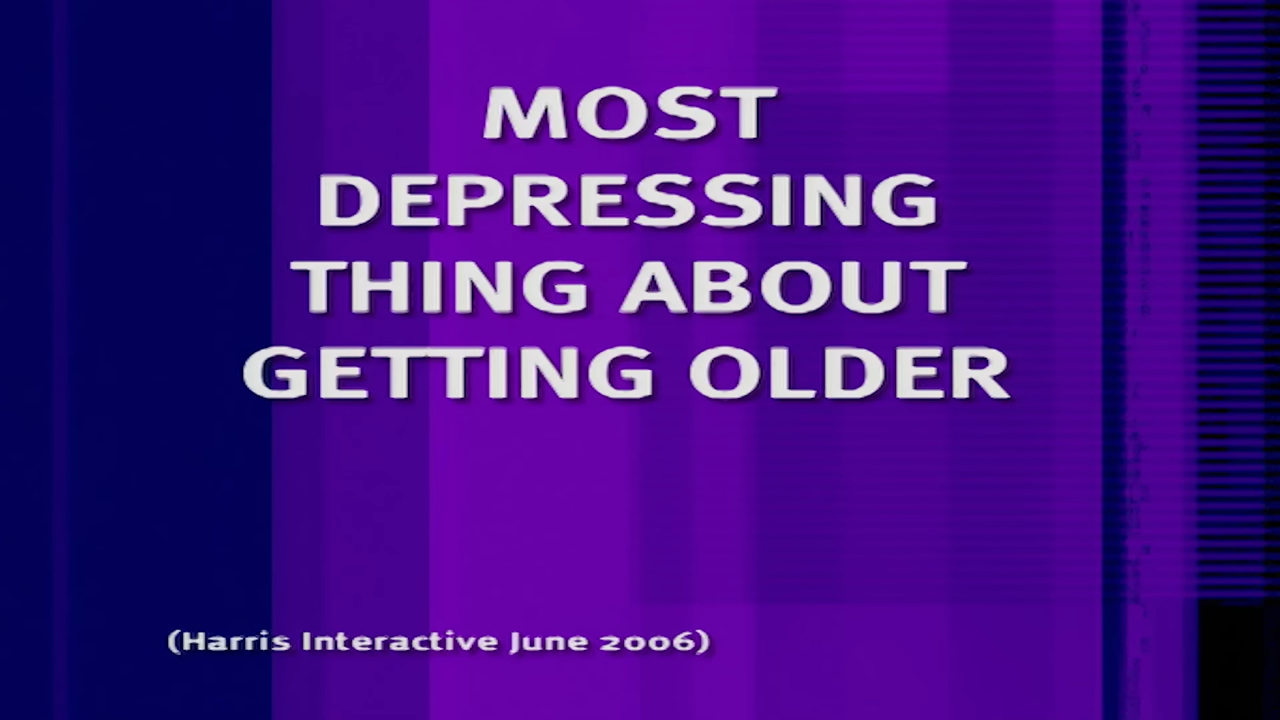 MOST
DEPRESSING
THING ABOUT
GETTING OLDER
(Harris Interactive June 2006)